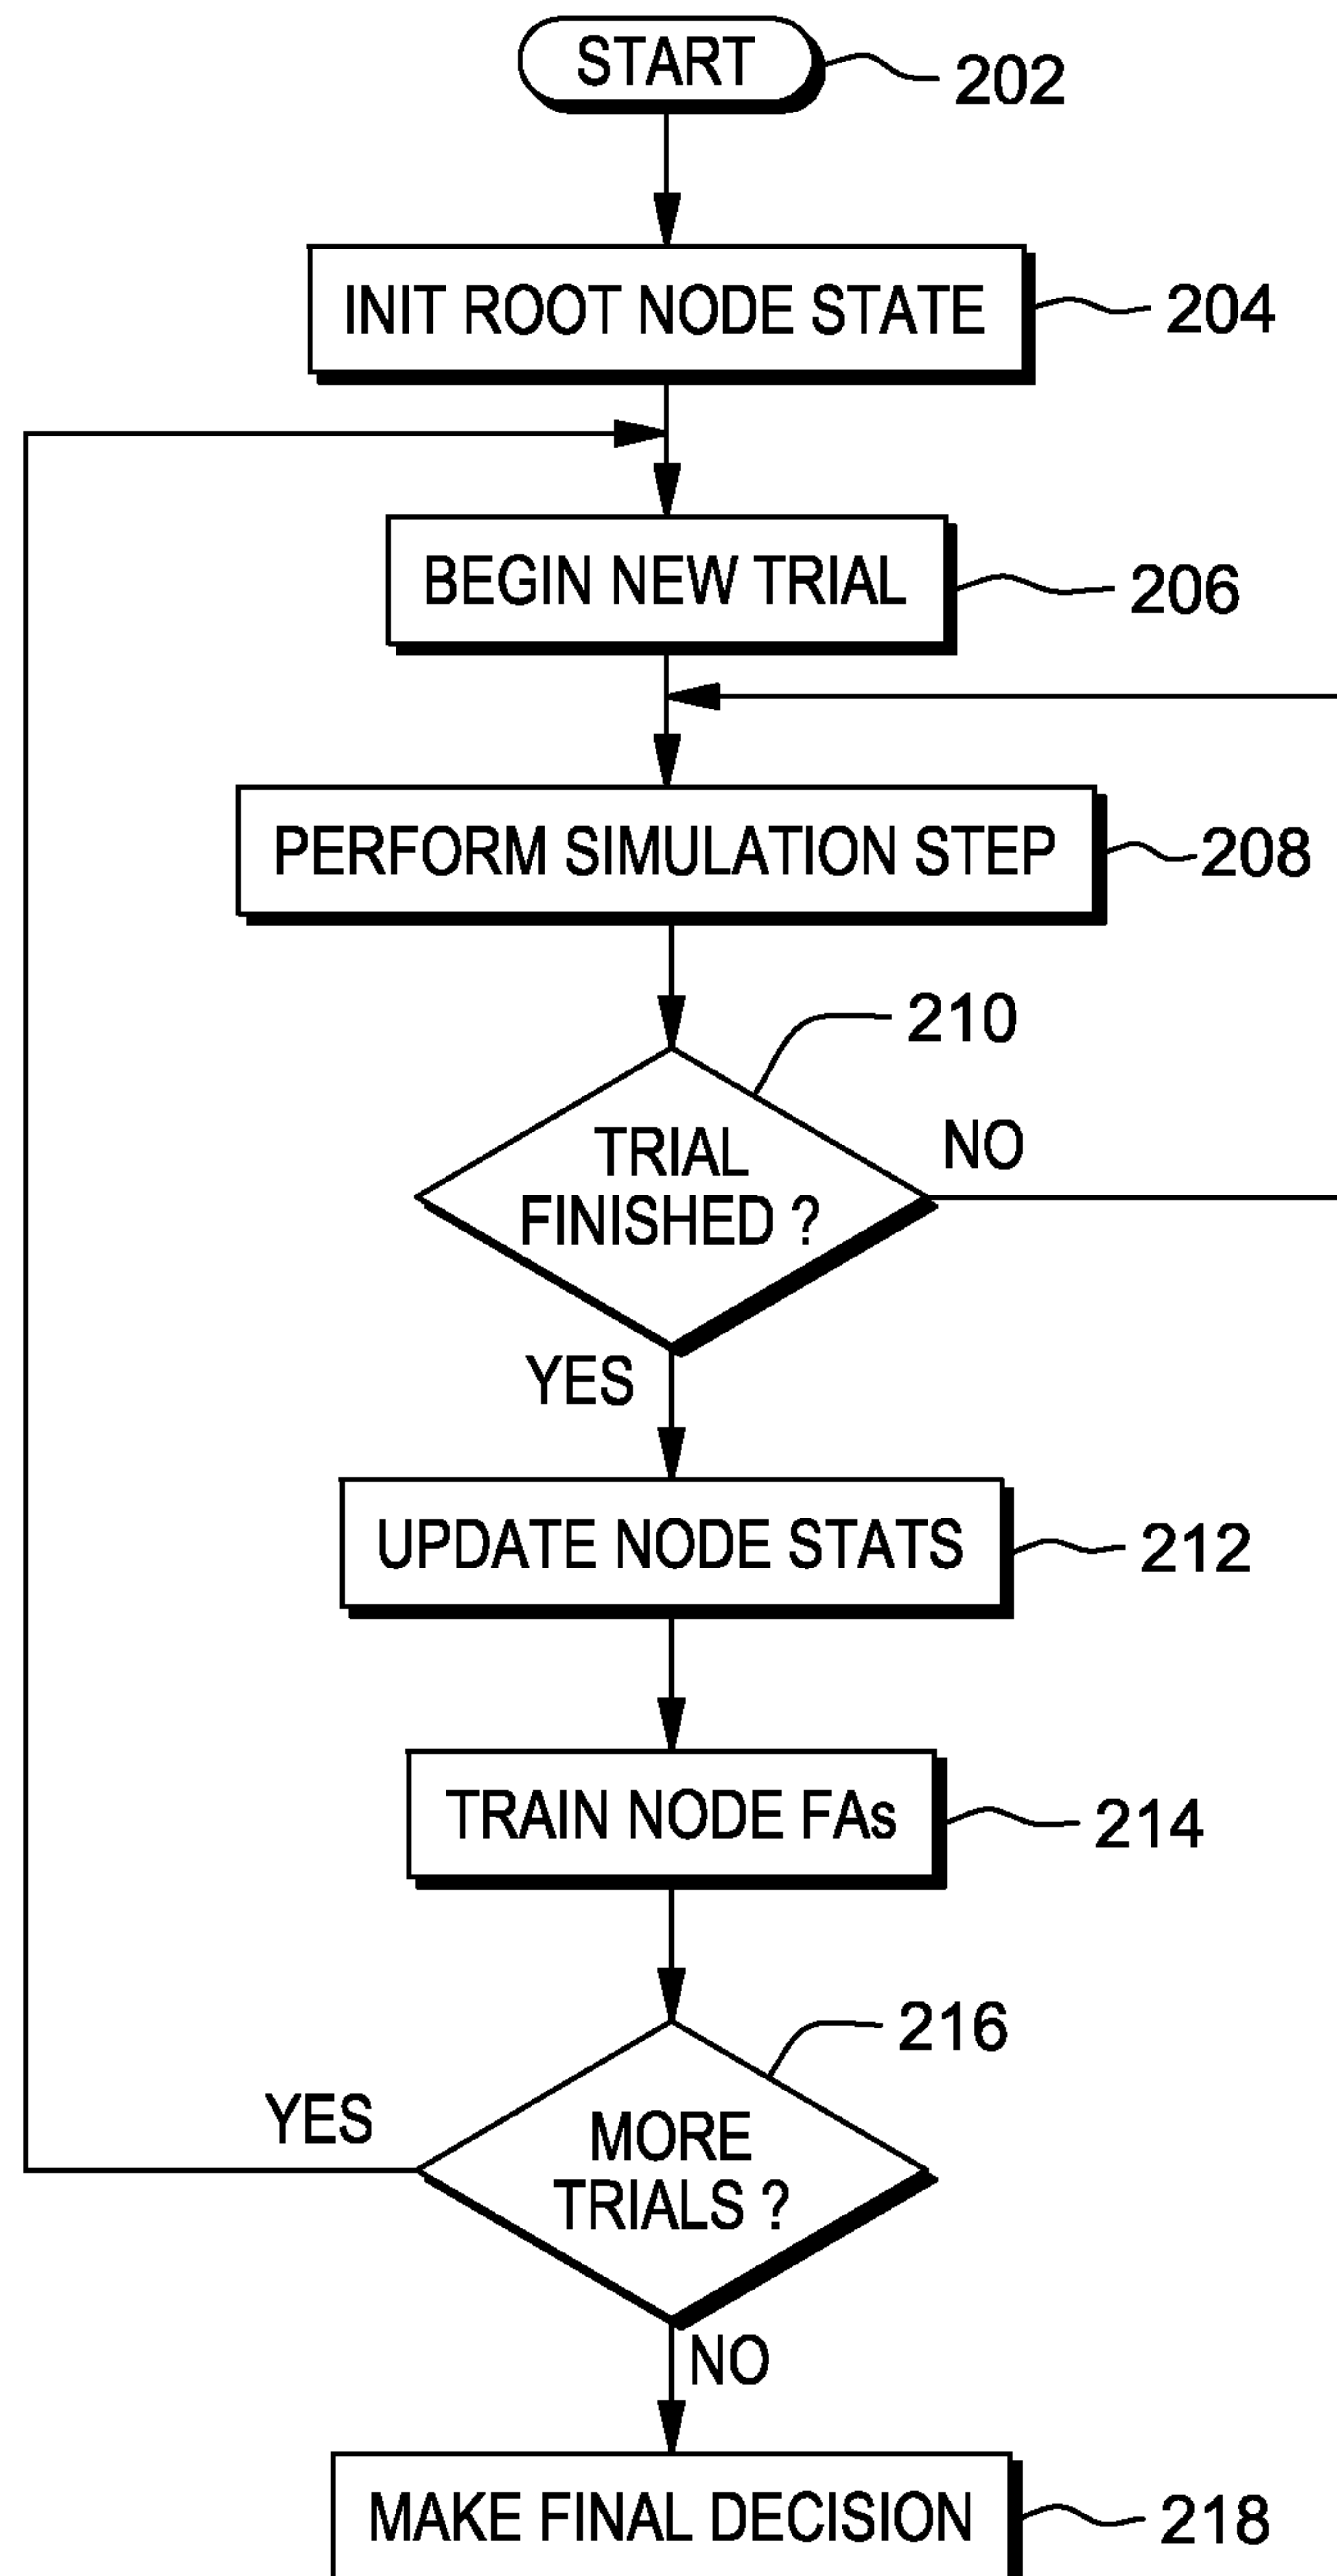 START
202
INIT ROOT NODE STATE
204
BEGIN NEW TRIAL
206
PERFORM SIMULATION STEP
208
210
TRIAL
FINISHED ?
NO
YES
UPDATE NODE STATS
212
TRAIN NODE FAs
214
216
YES
MORE
TRIALS ?
NO
MAKE FINAL DECISION
218